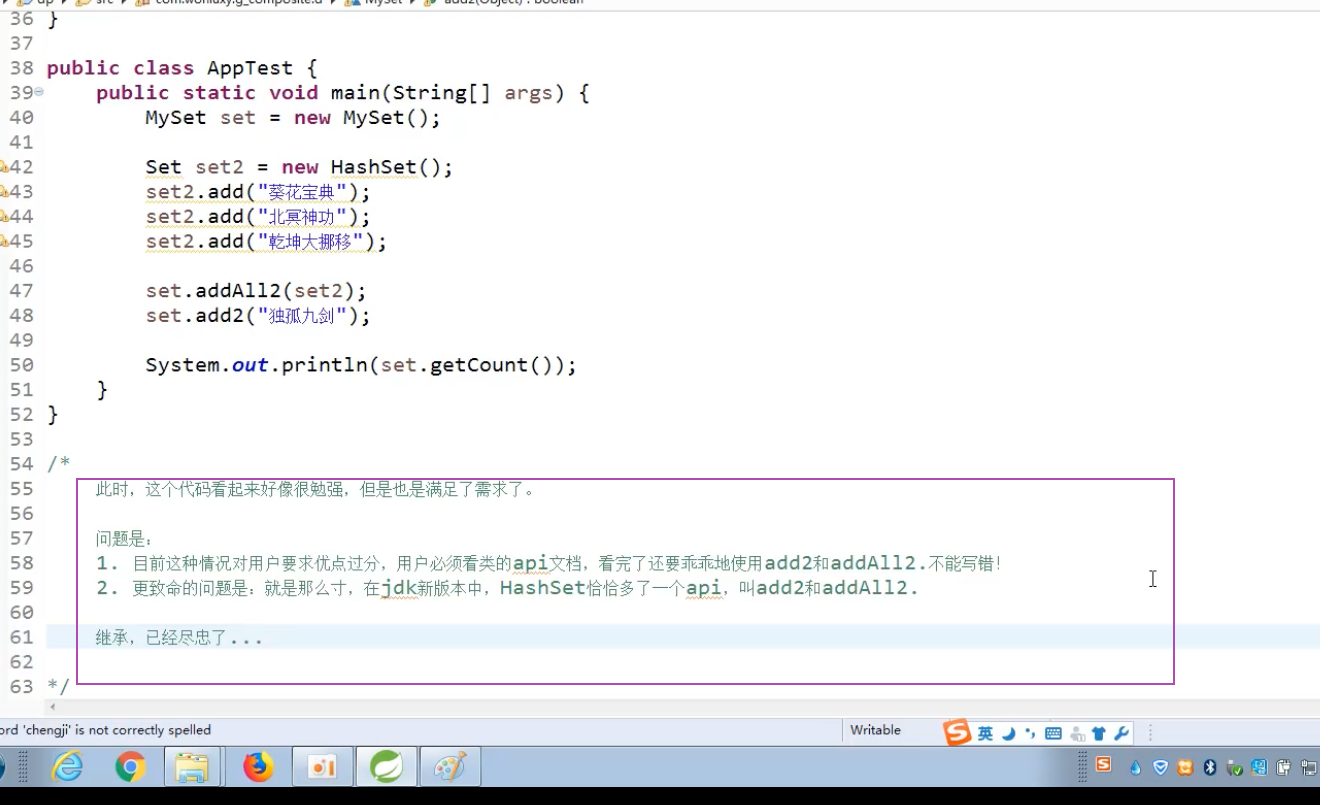 36 }
37
38 public class AppTest {
39 public static void main(String[] args) {
40 MySet set = new MySet();
41
42 Set set2 = new HashSet();
43 set2.add("葵花宝典");
44 set2.add("北冥神功");
45 set2.add("乾坤大挪移");
46
47 set.addAll2(set2);
48 set.add2("独孤九剑");
49
50 System.out.println(set.getCount());
51 }
52 }
53
54 /*
55 此时，这个代码看起来好像很勉强，但是也是满足了需求了。
56
57 问题是：
58 1. 目前这种情况对用户要求优点过分，用户必须看类的api文档，看完了还要乖乖地使用add2和addAll2.不能写错！
59 2. 更致命的问题是：就是那么寸，在jdk新版本中，HashSet恰恰多了一个api，叫add2和addAll2.
60
61 继承，已经尽忠了...
62
63 */
ord 'chengji' is not correctly spelled
Writable
英